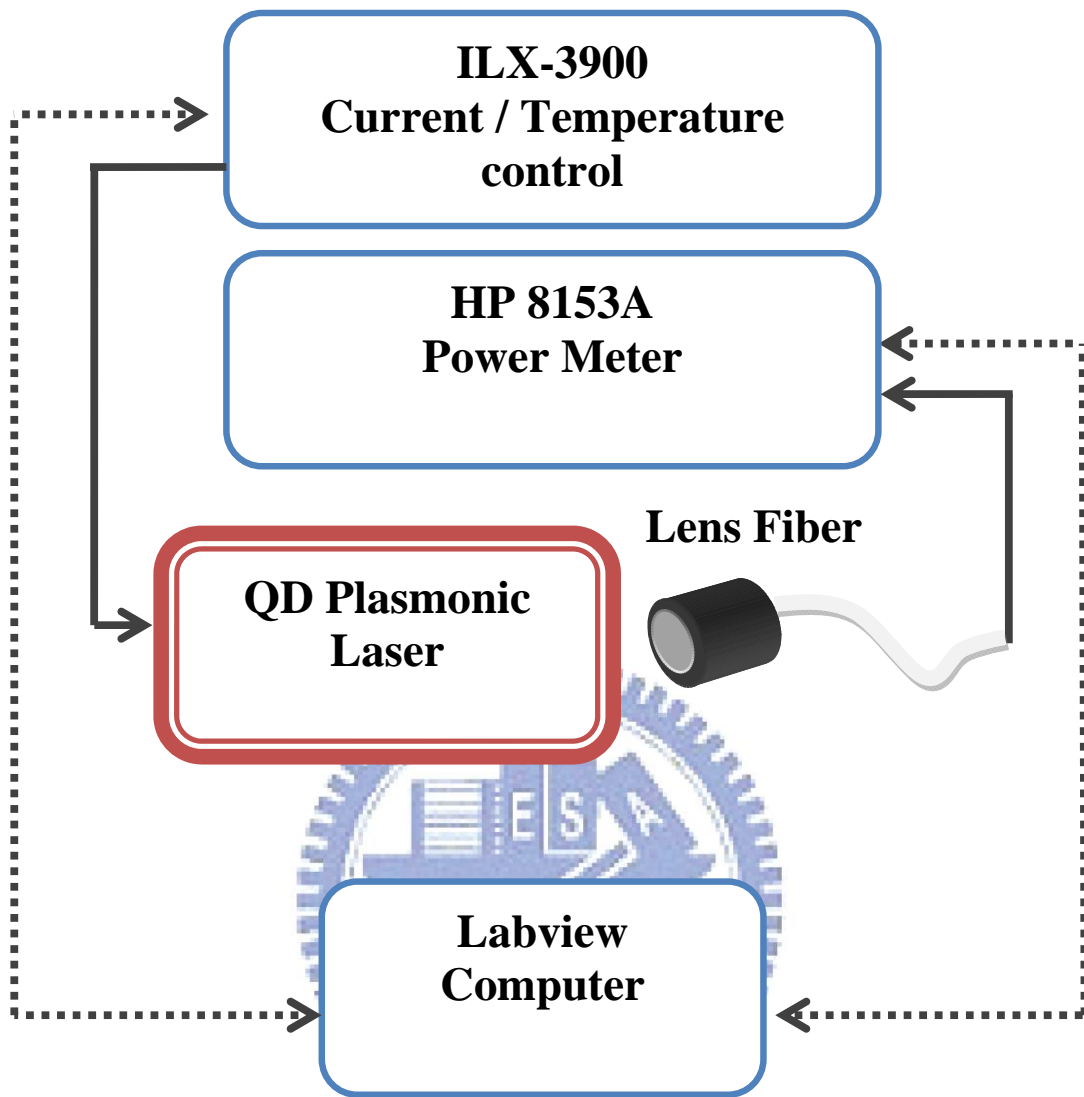 ILX-3900
Current / Temperature
control
HP 8153A
Power Meter
Lens Fiber
QD Plasmonic
Laser
E S A
Labview
Computer